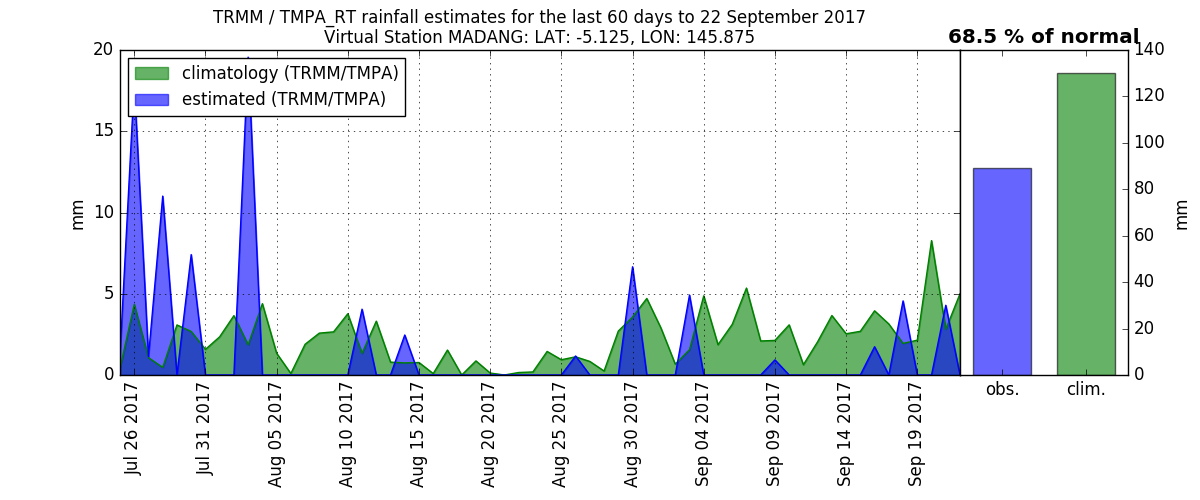 TRMM / TMPA_RT rainfall estimates for the last 60 days to 22 September 2017
Virtual Station MADANG: LAT: -5.125, LON: 145.875
68.5 % of normal
climatology (TRMM/TMPA)
estimated (TRMM/TMPA)
20
15
10
5
0
mm
140
120
100
80
60
40
20
0
mm
Jul 26 2017
Jul 31 2017
Aug 05 2017
Aug 10 2017
Aug 15 2017
Aug 20 2017
Aug 25 2017
Aug 30 2017
Sep 04 2017
Sep 09 2017
Sep 14 2017
Sep 19 2017
obs.
clim.